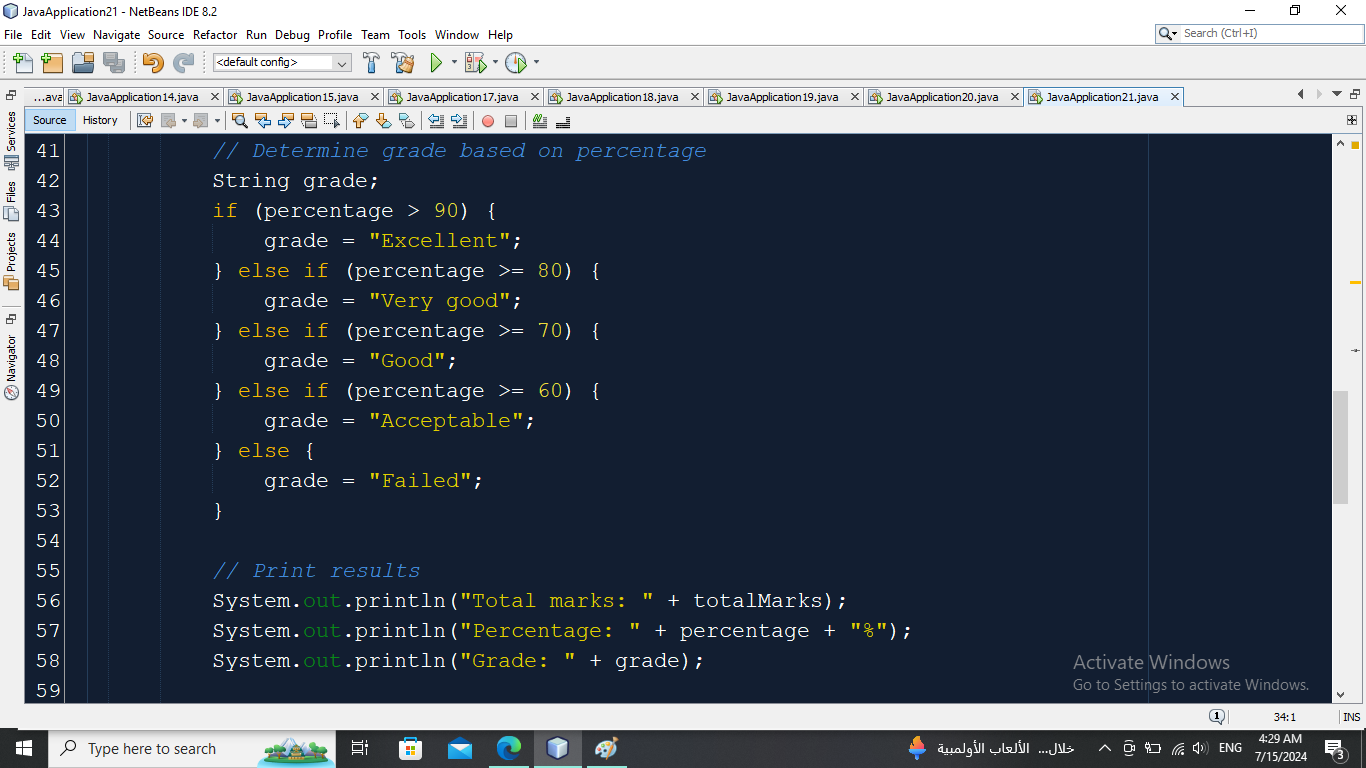 JavaApplication21 - NetBeans IDE 8.2
File Edit View Navigate Source Refactor Run Debug Profile Team Tools Window Help
Search (Ctrl+I)
<default config>
...ava JavaApplication14.java JavaApplication15.java JavaApplication17.java JavaApplication18.java JavaApplication19.java JavaApplication20.java JavaApplication21.java
Source History
Services
Files
Projects
Navigator
41 // Determine grade based on percentage
42 String grade;
43 if (percentage > 90) {
44 grade = "Excellent";
45 } else if (percentage >= 80) {
46 grade = "Very good";
47 } else if (percentage >= 70) {
48 grade = "Good";
49 } else if (percentage >= 60) {
50 grade = "Acceptable";
51 } else {
52 grade = "Failed";
53 }
54
55 // Print results
56 System.out.println("Total marks: " + totalMarks);
57 System.out.println("Percentage: " + percentage + "%");
58 System.out.println("Grade: " + grade);
59
Activate Windows
Go to Settings to activate Windows.
1 34:1 INS
Type here to search
خلال... الألعاب الأولمبية
ENG
4:29 AM
7/15/2024
3